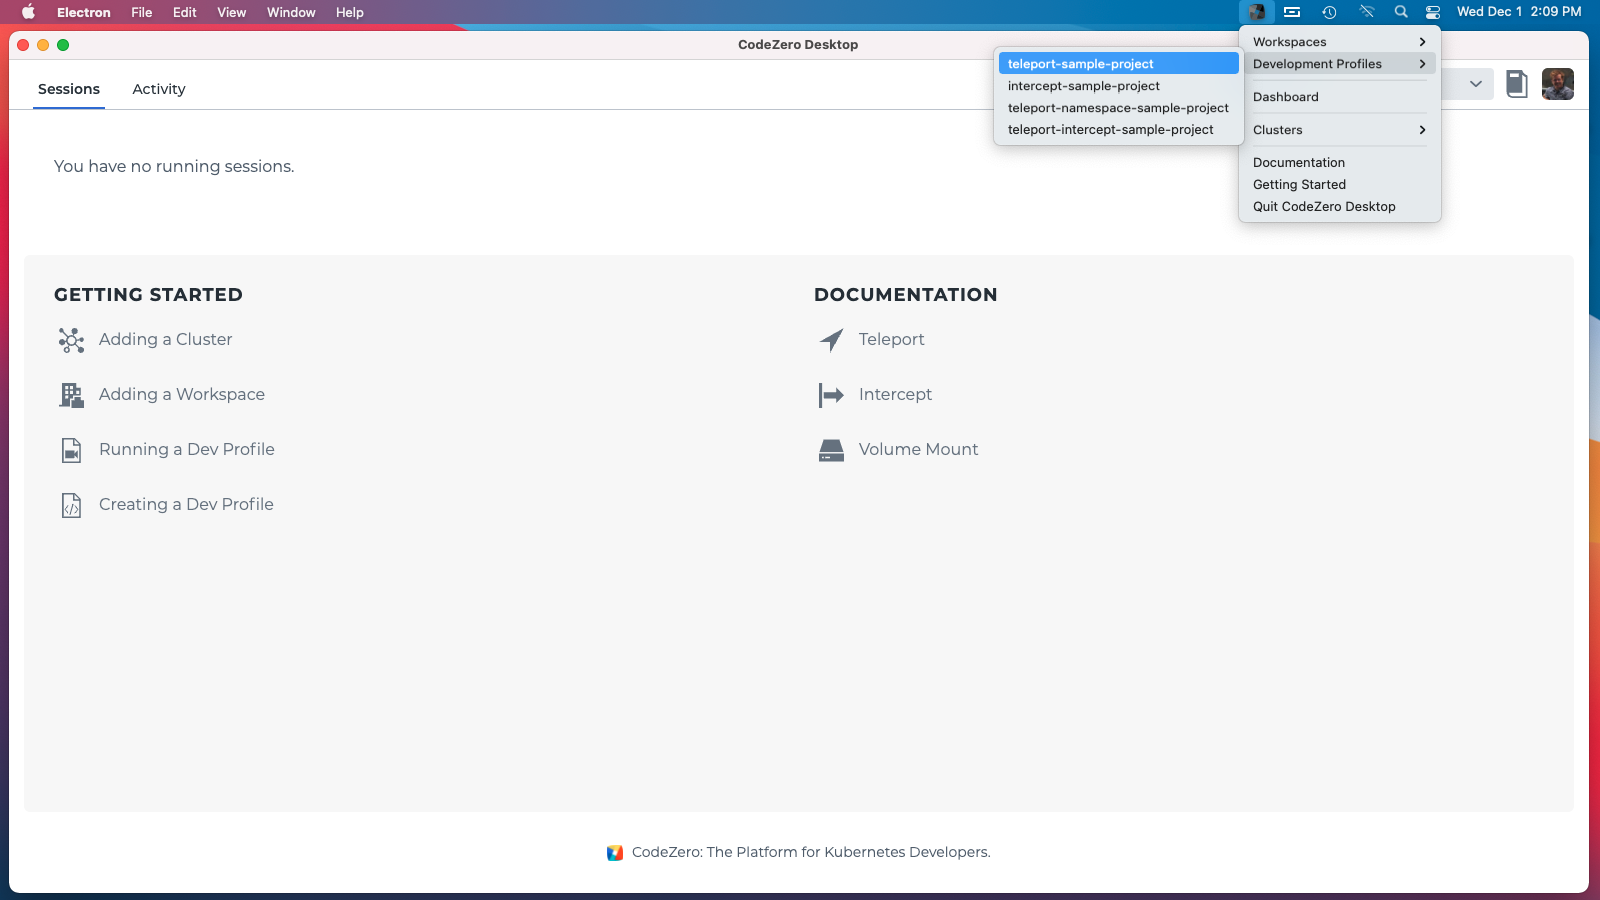 Electron File Edit View Window Help
Wed Dec 1 2:09 PM
CodeZero Desktop
Sessions Activity
Workspaces
Development Profiles
Dashboard
Clusters
Documentation
Getting Started
Quit CodeZero Desktop
teleport-sample-project
intercept-sample-project
teleport-namespace-sample-project
teleport-intercept-sample-project
You have no running sessions.
GETTING STARTED
Adding a Cluster
Adding a Workspace
Running a Dev Profile
Creating a Dev Profile
DOCUMENTATION
Teleport
Intercept
Volume Mount
CodeZero: The Platform for Kubernetes Developers.